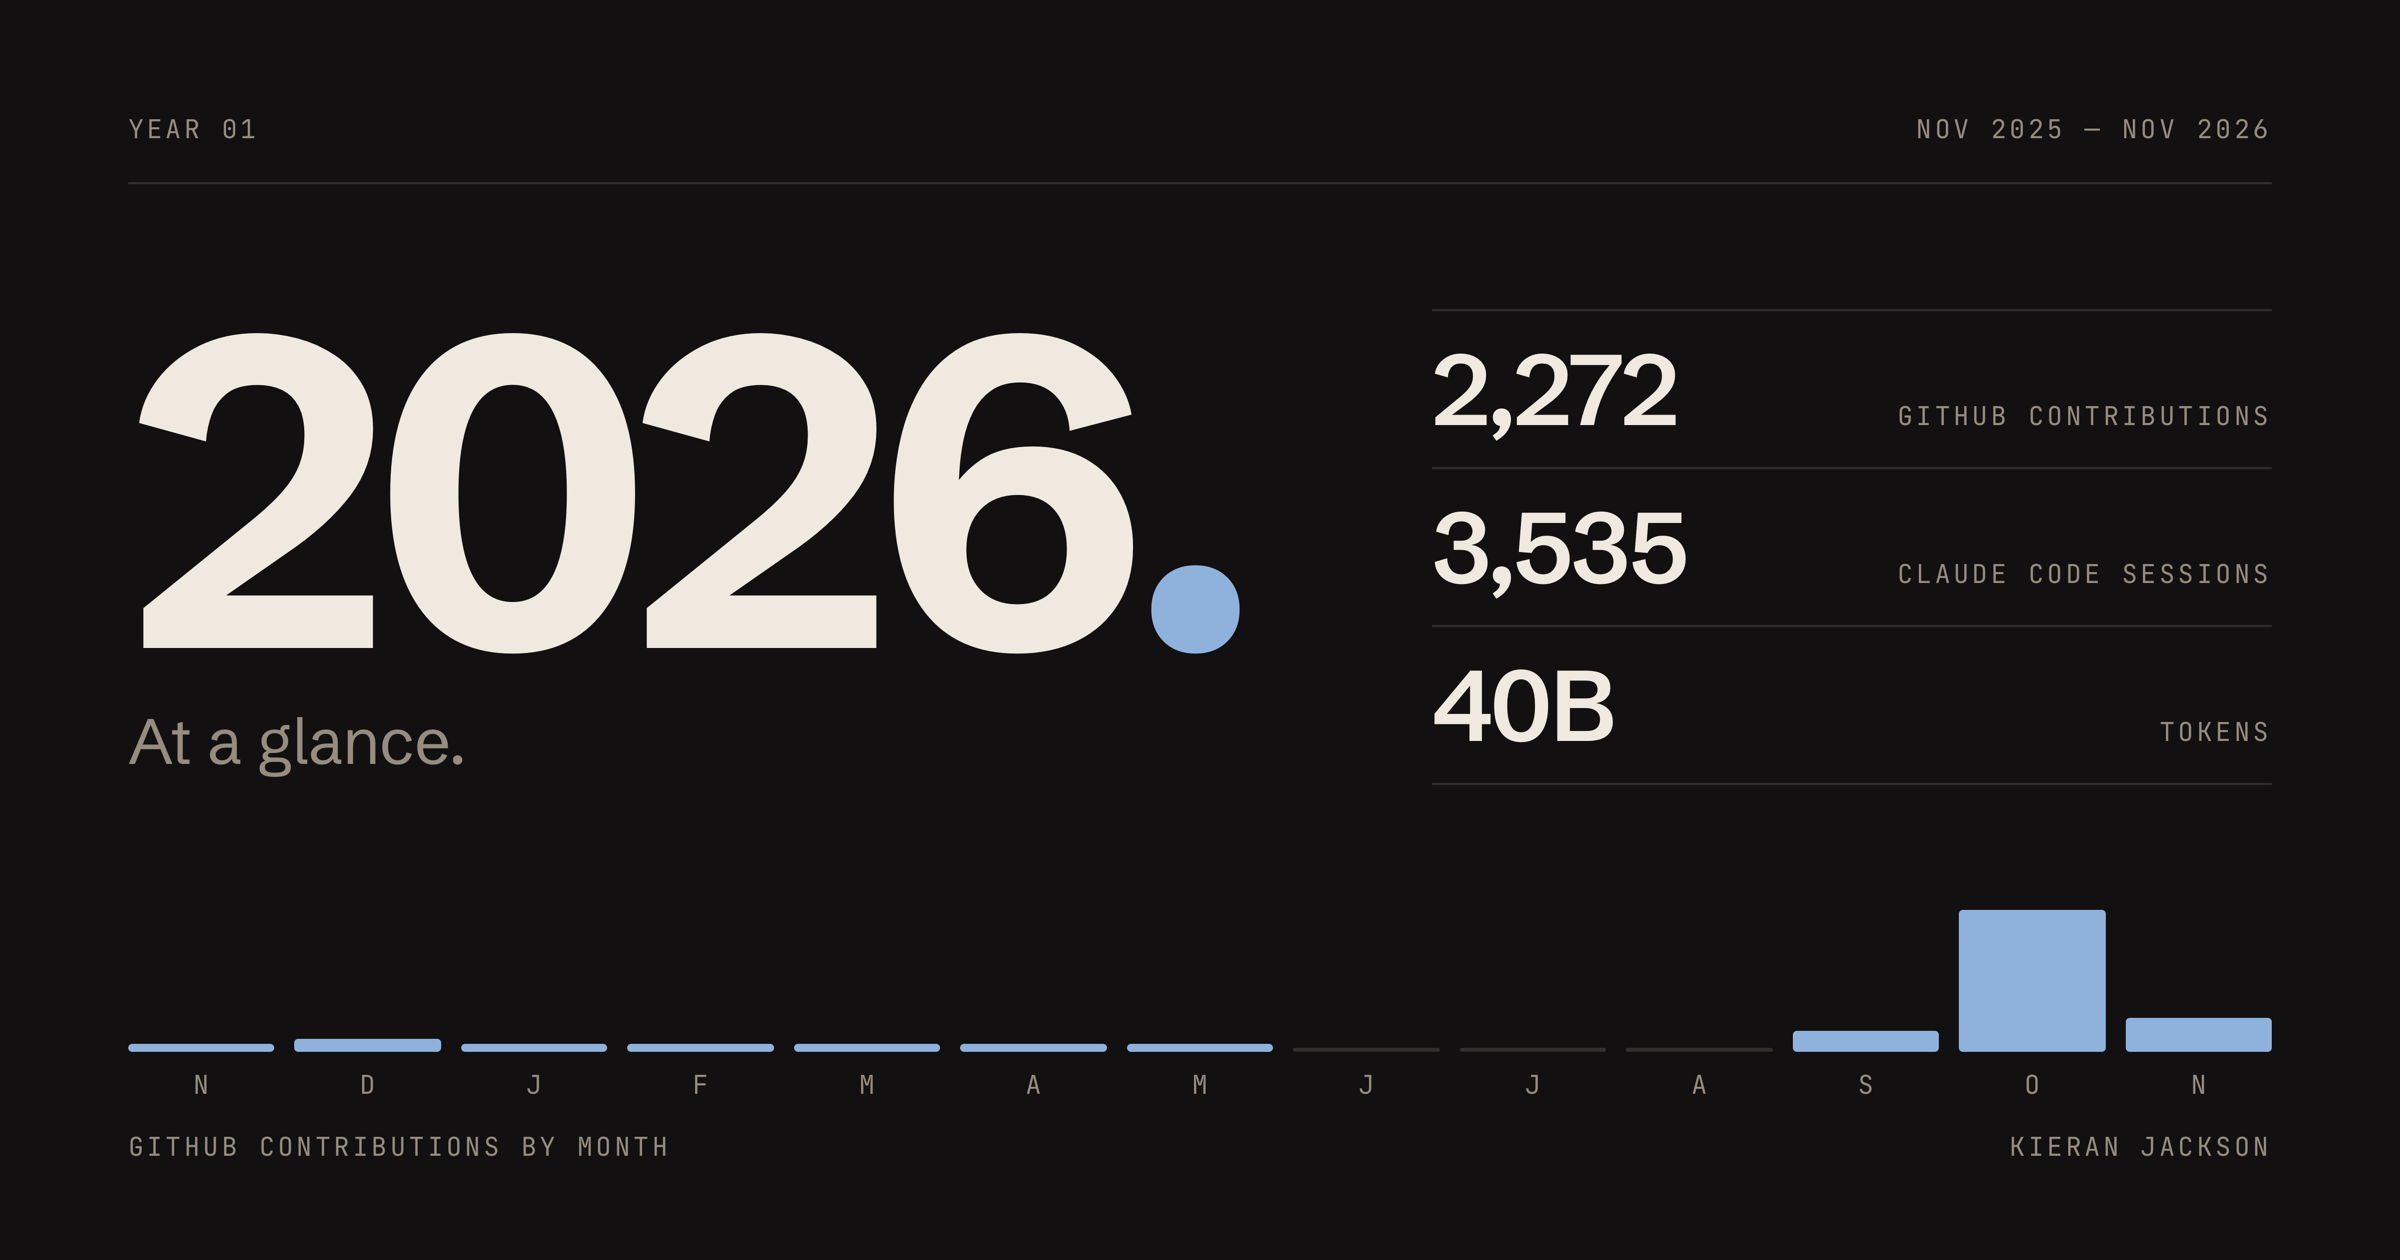 YEAR 01
NOV 2025 — NOV 2026
2026.
At a glance.
2,272
GITHUB CONTRIBUTIONS
3,535
CLAUDE CODE SESSIONS
40B
TOKENS
N D J F M A M J J A S O N
GITHUB CONTRIBUTIONS BY MONTH
KIERAN JACKSON